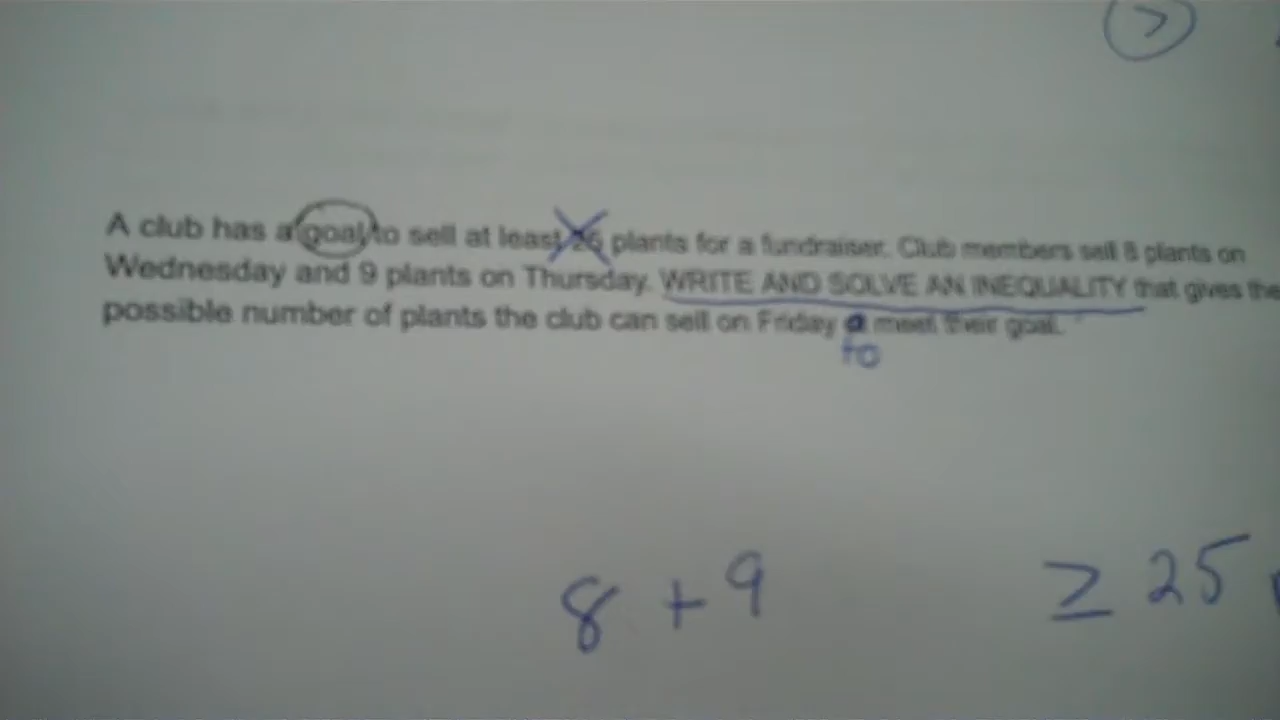 >
A club has a goal to sell at least plants for a fundraiser. Club members sell 8 plants on
Wednesday and 9 plants on Thursday. WRITE AND SOLVE AN INEQUALITY that gives the
possible number of plants the club can sell on Friday meet their goal.
to
8 + 9 ≥ 25